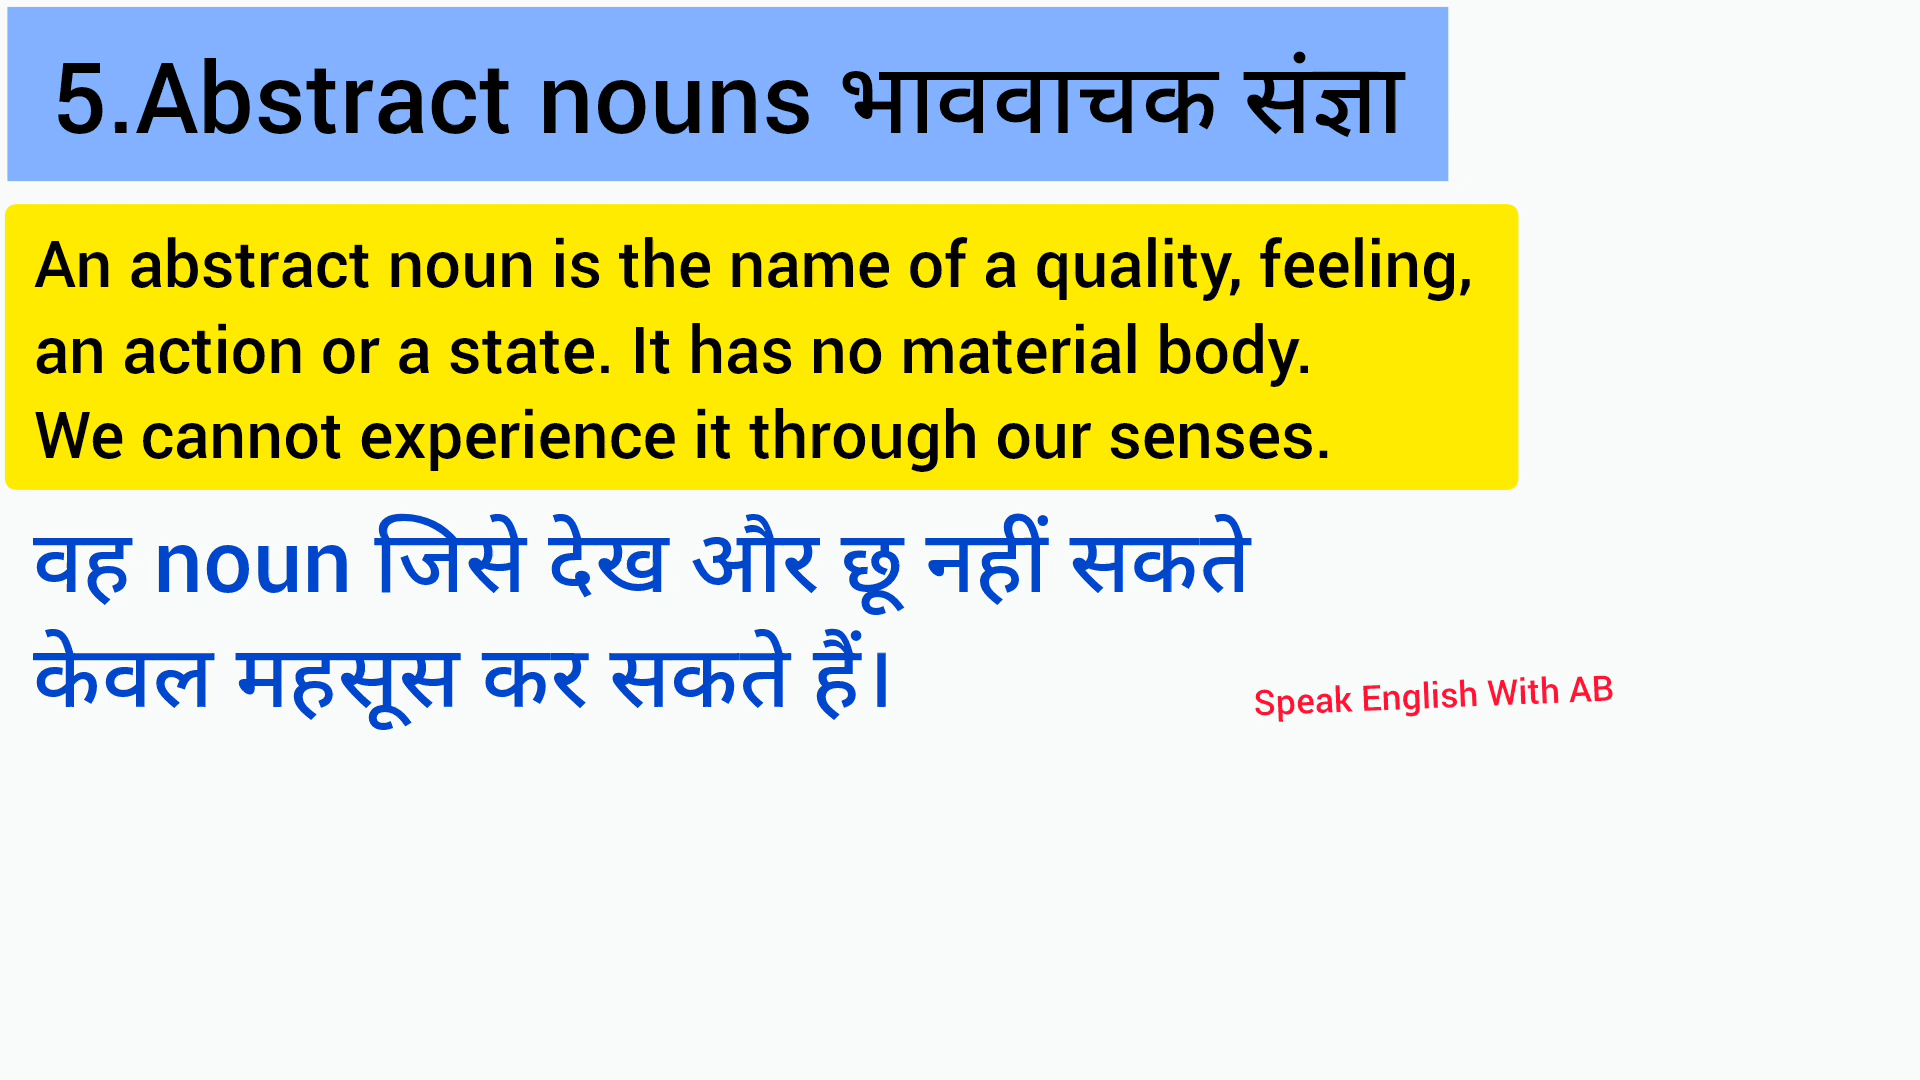 5.Abstract nouns भाववाचक संज्ञा
An abstract noun is the name of a quality, feeling,
an action or a state. It has no material body.
We cannot experience it through our senses.
वह noun जिसे देख और छू नहीं सकते
केवल महसूस कर सकते हैं।
Speak English With AB